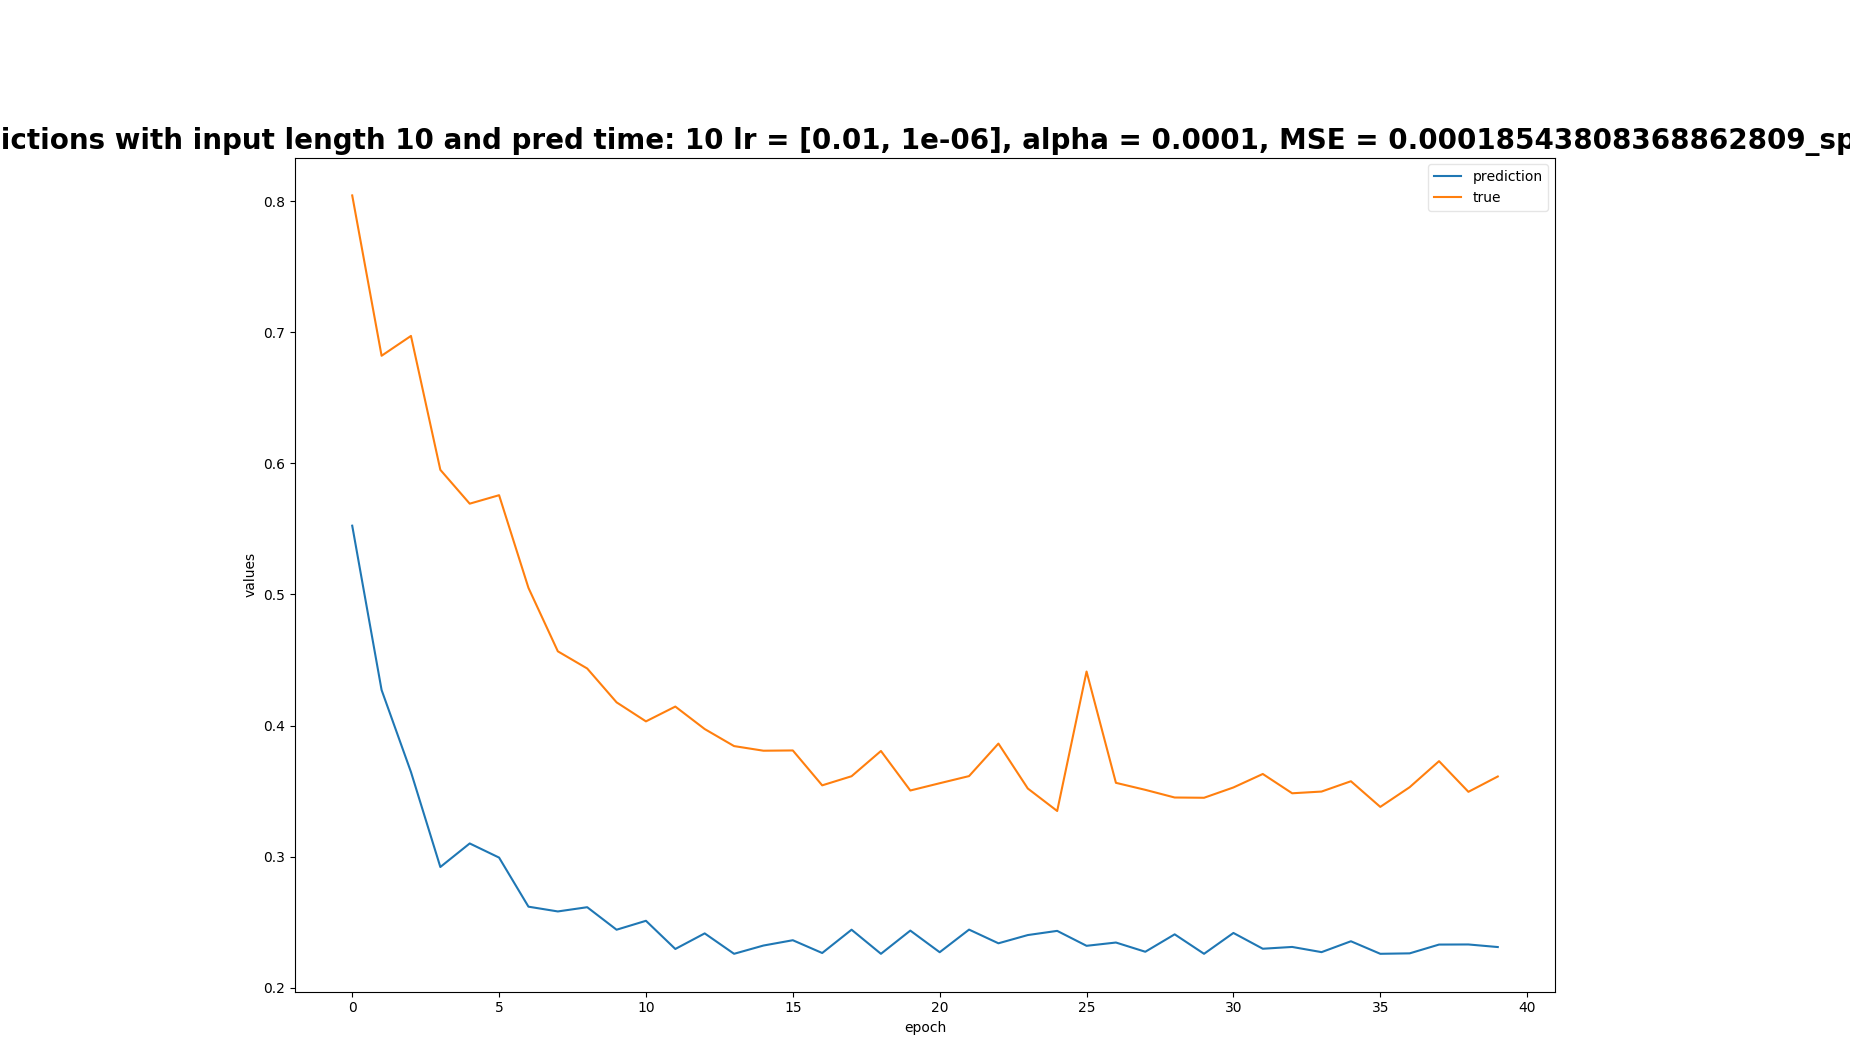 ictions with input length 10 and pred time: 10 lr = [0.01, 1e-06], alpha = 0.0001, MSE = 0.00018543808368862809_sp
prediction
true
0.8
0.7
0.6
0.5
0.4
0.3
0.2
values
0 5 10 15 20 25 30 35 40
epoch